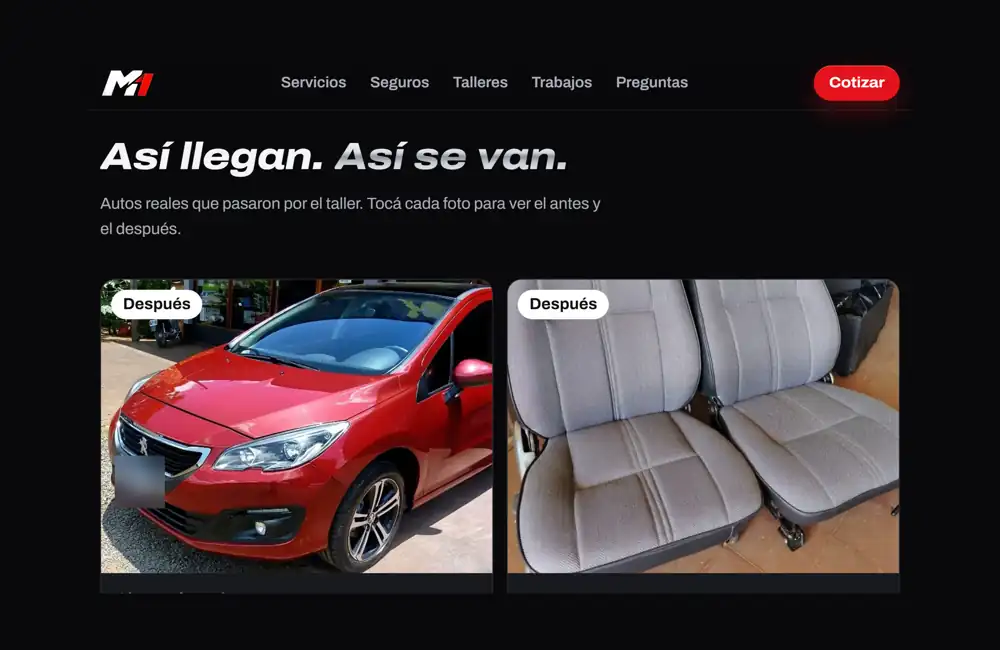 M1
Servicios Seguros Talleres Trabajos Preguntas
Cotizar
Así llegan. Así se van.
Autos reales que pasaron por el taller. Tocá cada foto para ver el antes y
el después.
Después
Después